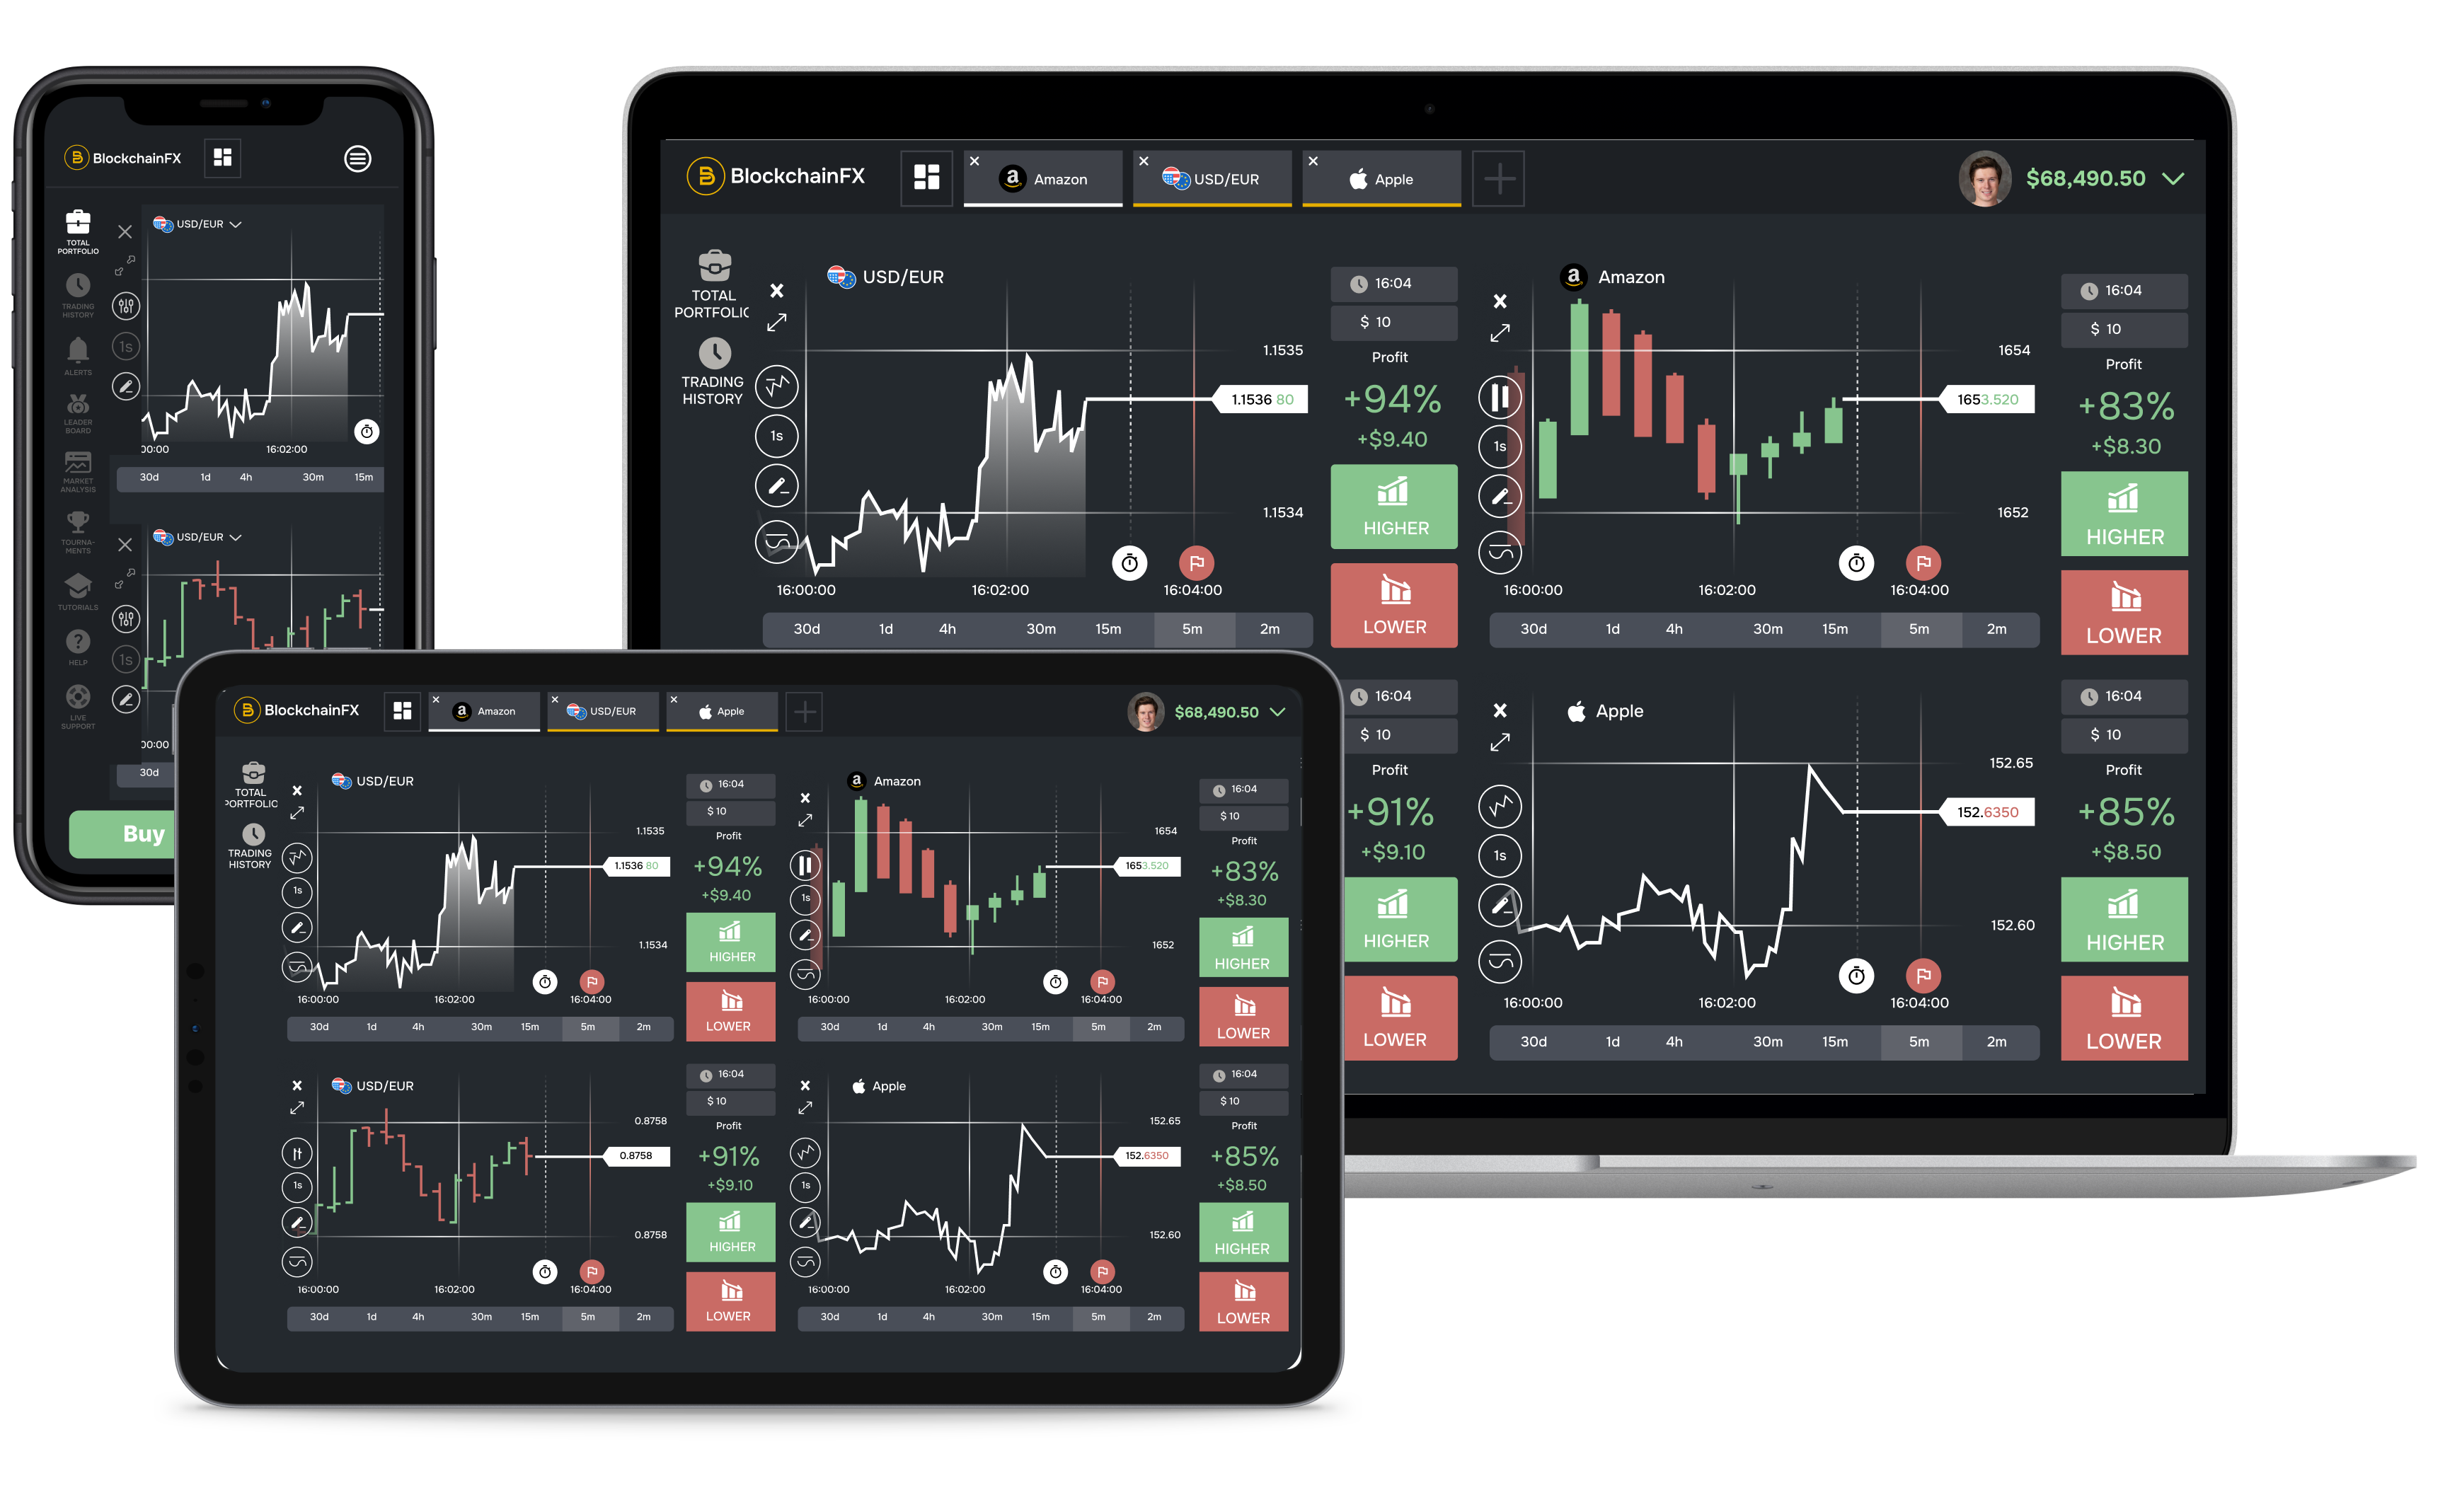 BlockchainFX
TOTAL
PORTFOLIO
TRADING
HISTORY
ALERTS
LEADER
BOARD
MARKET
ANALYSIS
TOURNA-
MENTS
TUTORIALS
HELP
LIVE
SUPPORT
USD/EUR
1s
00:00 16:02:00
30d 1d 4h 30m 15m
USD/EUR
1s
00:00
30d
Buy
BlockchainFX
Amazon
USD/EUR
Apple
$68,490.50
TOTAL
PORTFOLIC
TRADING
HISTORY
USD/EUR
1s
1.1535
1.1536 80
1.1534
16:00:00 16:02:00 16:04:00
30d 1d 4h 30m 15m 5m 2m
16:04
$ 10
Profit
+94%
+$9.40
HIGHER
LOWER
Amazon
1s
1654
1653.520
1652
16:00:00 16:02:00 16:04:00
30d 1d 4h 30m 15m 5m 2m
16:04
$ 10
Profit
+83%
+$8.30
HIGHER
LOWER
16:04
$ 10
Profit
+91%
+$9.10
HIGHER
LOWER
Apple
1s
152.65
152.6350
152.60
16:00:00 16:02:00 16:04:00
30d 1d 4h 30m 15m 5m 2m
16:04
$ 10
Profit
+85%
+$8.50
HIGHER
LOWER
BlockchainFX
Amazon
USD/EUR
Apple
$68,490.50
TOTAL
PORTFOLIC
TRADING
HISTORY
USD/EUR
1s
1.1535
1.1536 80
1.1534
16:00:00 16:02:00 16:04:00
30d 1d 4h 30m 15m 5m 2m
16:04
$ 10
Profit
+94%
+$9.40
HIGHER
LOWER
Amazon
1s
1654
1653.520
1652
16:00:00 16:02:00 16:04:00
30d 1d 4h 30m 15m 5m 2m
16:04
$ 10
Profit
+83%
+$8.30
HIGHER
LOWER
USD/EUR
1s
0.8758
0.8758
0.8758
16:00:00 16:02:00 16:04:00
30d 1d 4h 30m 15m 5m 2m
16:04
$ 10
Profit
+91%
+$9.10
HIGHER
LOWER
Apple
1s
152.65
152.6350
152.60
16:00:00 16:02:00 16:04:00
30d 1d 4h 30m 15m 5m 2m
16:04
$ 10
Profit
+85%
+$8.50
HIGHER
LOWER